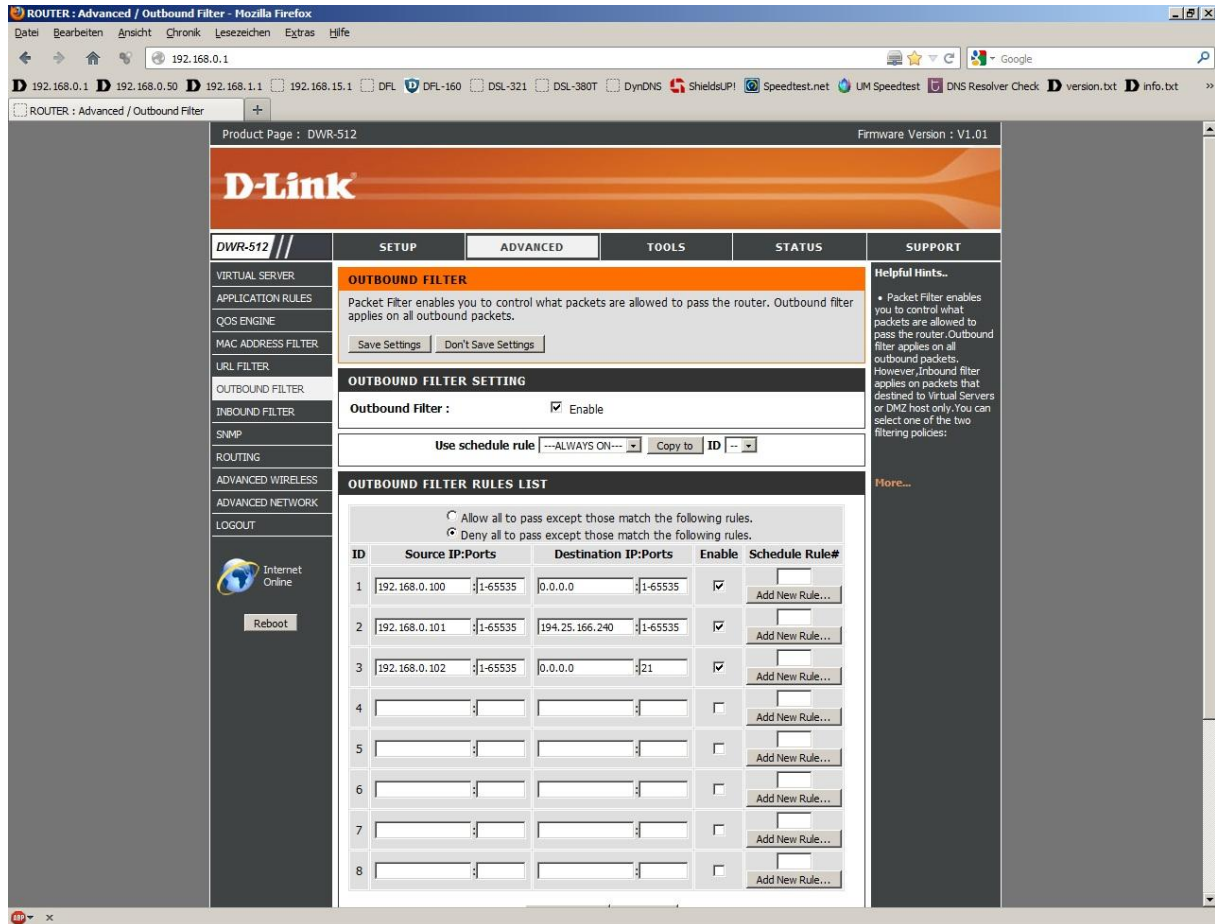 ROUTER : Advanced / Outbound Filter - Mozilla Firefox
Datei Bearbeiten Ansicht Chronik Lesezeichen Extras Hilfe
192.168.0.1
Google
192.168.0.1 192.168.0.50 192.168.1.1 192.168.15.1 DFL DFL-160 DSL-321 DSL-380T DynDNS ShieldsUP! Speedtest.net UM Speedtest DNS Resolver Check version.txt info.txt »
ROUTER : Advanced / Outbound Filter
Product Page : DWR-512 Firmware Version : V1.01
D-Link
DWR-512 SETUP ADVANCED TOOLS STATUS SUPPORT
VIRTUAL SERVER
APPLICATION RULES
QOS ENGINE
MAC ADDRESS FILTER
URL FILTER
OUTBOUND FILTER
INBOUND FILTER
SNMP
ROUTING
ADVANCED WIRELESS
ADVANCED NETWORK
LOGOUT
Internet
Online
Reboot
OUTBOUND FILTER
Packet Filter enables you to control what packets are allowed to pass the router. Outbound filter
applies on all outbound packets.
Save Settings Don't Save Settings
OUTBOUND FILTER SETTING
Outbound Filter : Enable
Use schedule rule ---ALWAYS ON--- Copy to ID --
OUTBOUND FILTER RULES LIST
Allow all to pass except those match the following rules.
Deny all to pass except those match the following rules.
ID Source IP:Ports Destination IP:Ports Enable Schedule Rule#
1 192.168.0.100 : 1-65535 0.0.0.0 : 1-65535
Add New Rule...
2 192.168.0.101 : 1-65535 194.25.166.240 : 1-65535
Add New Rule...
3 192.168.0.102 : 1-65535 0.0.0.0 : 21
Add New Rule...
4 : :
Add New Rule...
5 : :
Add New Rule...
6 : :
Add New Rule...
7 : :
Add New Rule...
8 : :
Add New Rule...
Helpful Hints..
• Packet Filter enables
you to control what
packets are allowed to
pass the router.Outbound
filter applies on all
outbound packets.
However,Inbound filter
applies on packets that
destined to Virtual Servers
or DMZ host only.You can
select one of the two
filtering policies:
More...
ABP